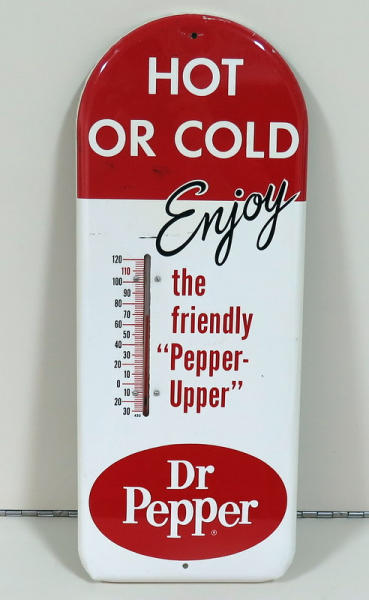 HOT
OR COLD
Enjoy
the
friendly
"Pepper-
Upper"
120
110
100
90
80
70
60
50
40
30
20
10
0
10
20
30
Dr
Pepper
®